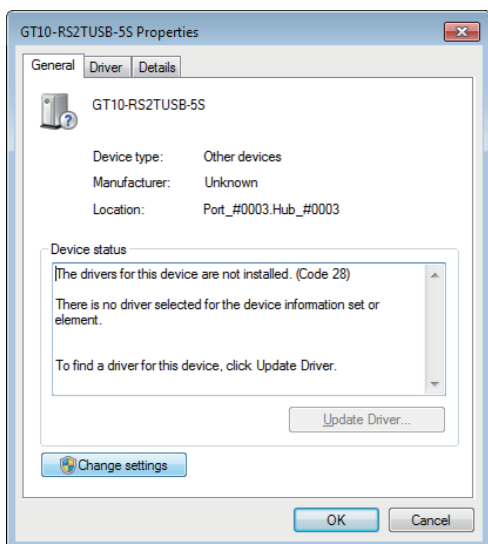 GT10-RS2TUSB-5S Properties
General Driver Details
GT10-RS2TUSB-5S
Device type: Other devices
Manufacturer: Unknown
Location: Port_#0003.Hub_#0003
Device status
The drivers for this device are not installed. (Code 28)
There is no driver selected for the device information set or
element.
To find a driver for this device, click Update Driver.
Update Driver...
Change settings
OK Cancel